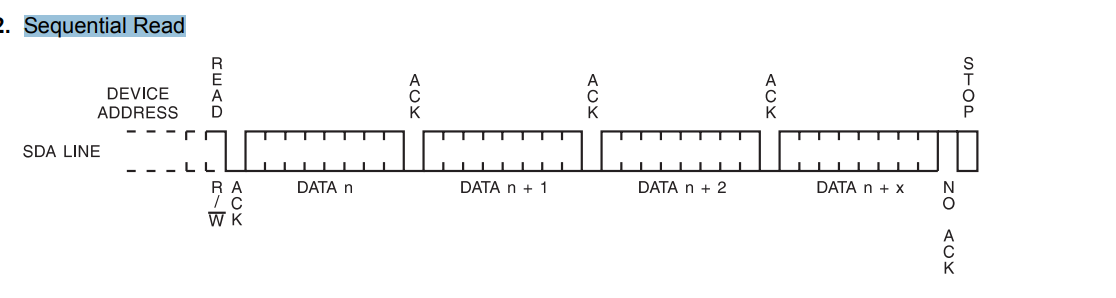 2. Sequential Read
READ
DEVICE
ADDRESS
ACK
ACK
ACK
STOP
SDA LINE
R/W
ACK
DATA n
DATA n + 1
DATA n + 2
DATA n + x
NO ACK